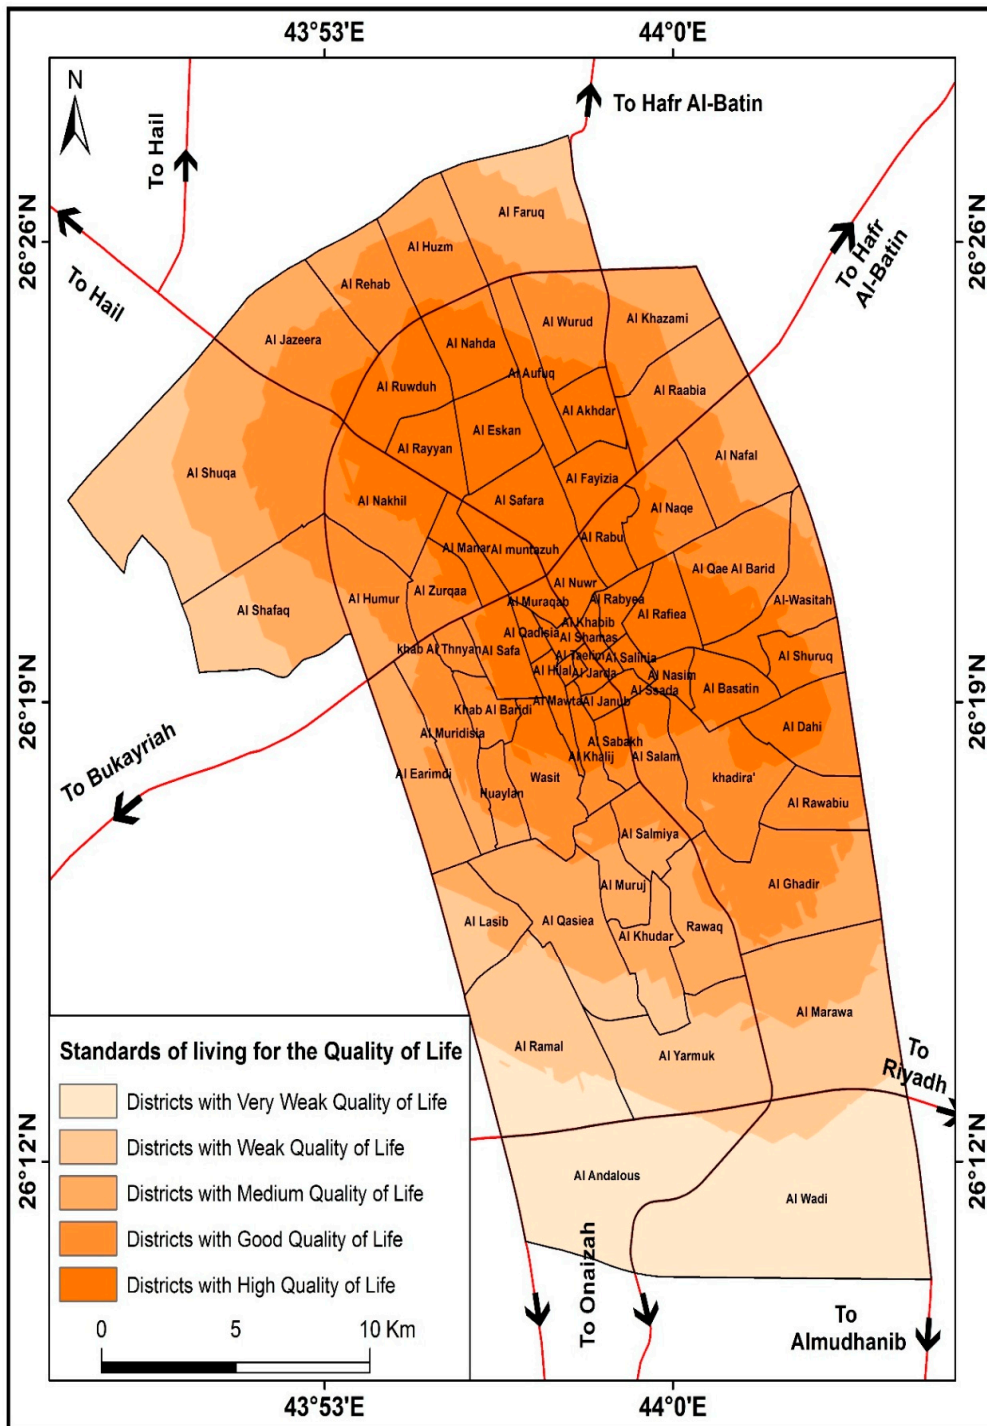 43°53'E 44°0'E
N
To Hail
To Hafr Al-Batin
26°26'N
26°26'N
To Hail
To Hafr
Al-Batin
Al Faruq
Al Huzm
Al Rehab
Al Jazeera
Al Wurud
Al Khazami
Al Nahda
Al Aufuq
Al Ruwduh
Al Raabia
Al Akhdar
Al Eskan
Al Rayyan
Al Nafal
Al Shuqa
Al Fayizia
Al Nakhil
Al Safara
Al Naqe
Al Rabu
Al Manar
Al muntazuh
Al Qae Al Barid
Al Nuwr
Al Zurqaa
Al Humur
Al Shafaq
Al Muraqab
Al Rabyea
Al Rafiea
Al-Wasitah
Al Khabib
Al Qadisia
Al Shamas
khab Al Thnyan
Al Safa
Al Taelim
Al Salihia
Al Shuruq
Al Hilal
Al Jarda
Al Nasim
Al Ssada
Al Basatin
26°19'N
26°19'N
Al Mawta
Al Janub
Khab Al Baridi
Al Dahi
Al Muridisia
Al Sabakh
Al Khalij
Al Salam
To Bukayriah
Al Earimdi
Wasit
khadira'
Huaylan
Al Rawabiu
Al Salmiya
Al Muruj
Al Ghadir
Al Lasib
Al Qasiea
Rawaq
Al Khudar
Al Marawa
Al Ramal
Al Yarmuk
To
Riyadh
Standards of living for the Quality of Life
Districts with Very Weak Quality of Life
Districts with Weak Quality of Life
Districts with Medium Quality of Life
Districts with Good Quality of Life
Districts with High Quality of Life
0 5 10 Km
26°12'N
26°12'N
Al Andalous
Al Wadi
To Onaizah
To
Almudhanib
43°53'E 44°0'E